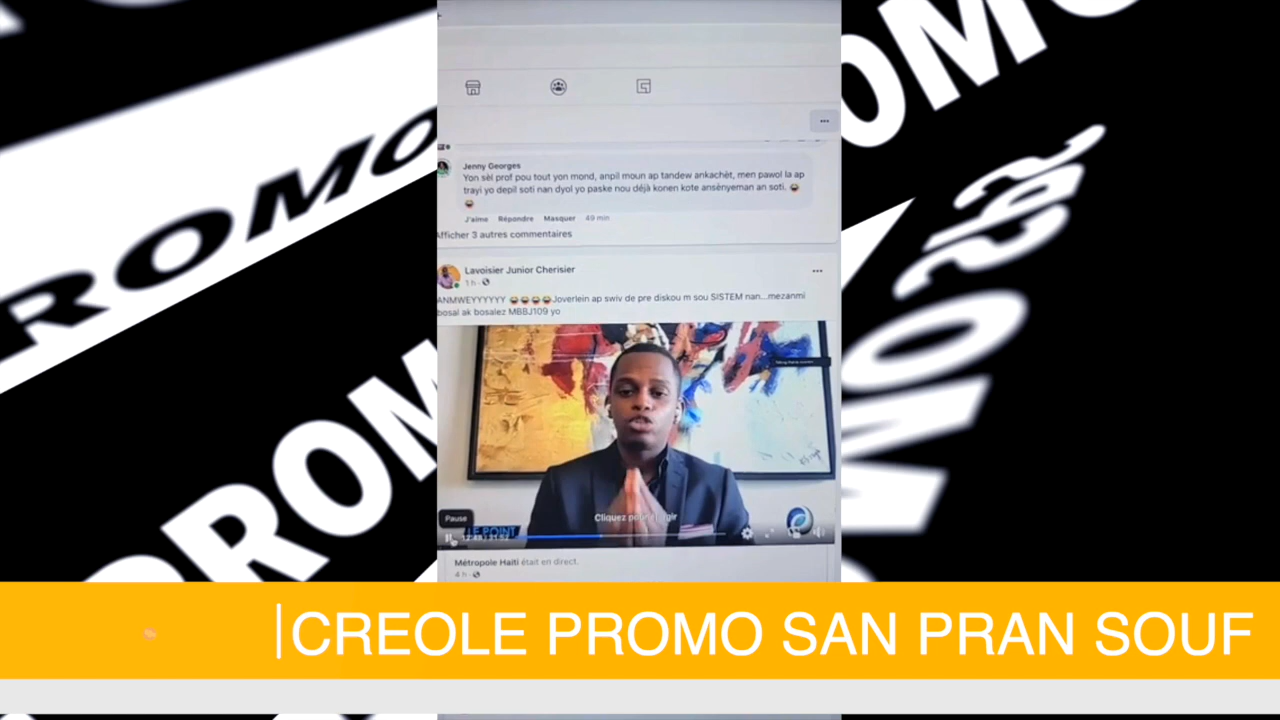 ROMO
PROMO
PROM
PROMO
Jenny Georges
Yon sèl prof pou tout yon mond, anpil moun ap tandew ankachèt, men pawol la ap
trayi yo depil soti nan dyol yo paske nou déjà konen kote ansènyeman an soti.
J'aime Répondre Masquer 49 min
Afficher 3 autres commentaires
Lavoisier Junior Cherisier
1 h
ANMWEYYYYYY Joverlein ap swiv de pre diskou m sou SISTEM nan...mezanmi
bosal ak bosalez MBBJ109 yo
Pause
LE POINT
Cliquez pour
Métropole Haïti était en direct.
4 h
CREOLE PROMO SAN PRAN SOUF